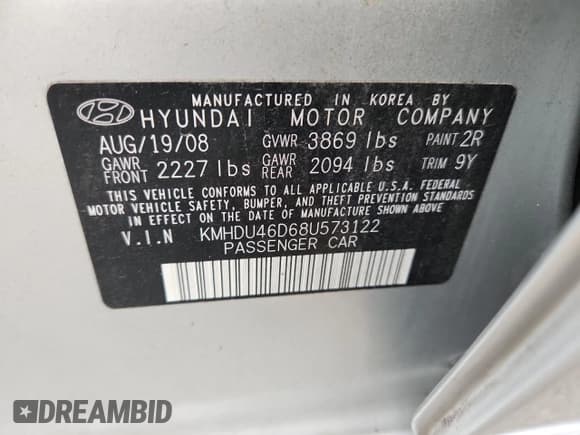 MANUFACTURED IN KOREA BY
HYUNDAI MOTOR COMPANY
AUG/19/08 GVWR 3869 lbs PAINT 2R
GAWR FRONT 2227 lbs GAWR REAR 2094 lbs TRIM 9Y
THIS VEHICLE CONFORMS TO ALL APPLICABLE U.S.A. FEDERAL
MOTOR VEHICLE SAFETY, BUMPER, AND THEFT PREVENTION STANDARDS
IN EFFECT ON THE DATE OF MANUFACTURE SHOWN ABOVE.
V.I.N KMHDU46D68U573122
PASSENGER CAR
DREAMBID